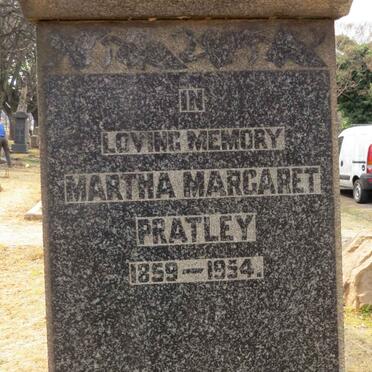 IN
LOVING MEMORY
MARTHA MARGARET
PRATLEY
1859—1954.